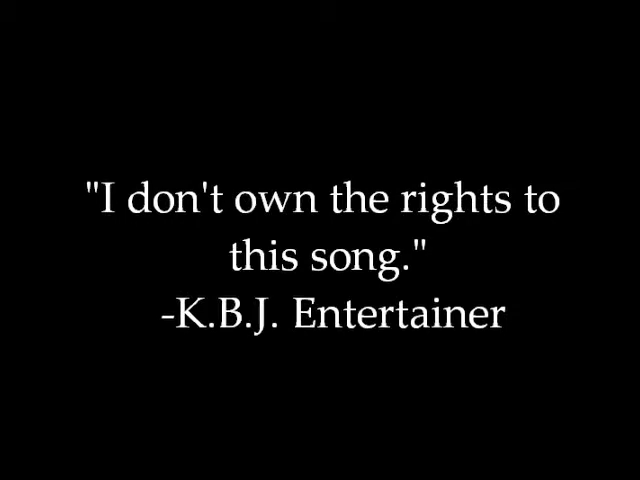 "I don't own the rights to
this song."
-K.B.J. Entertainer